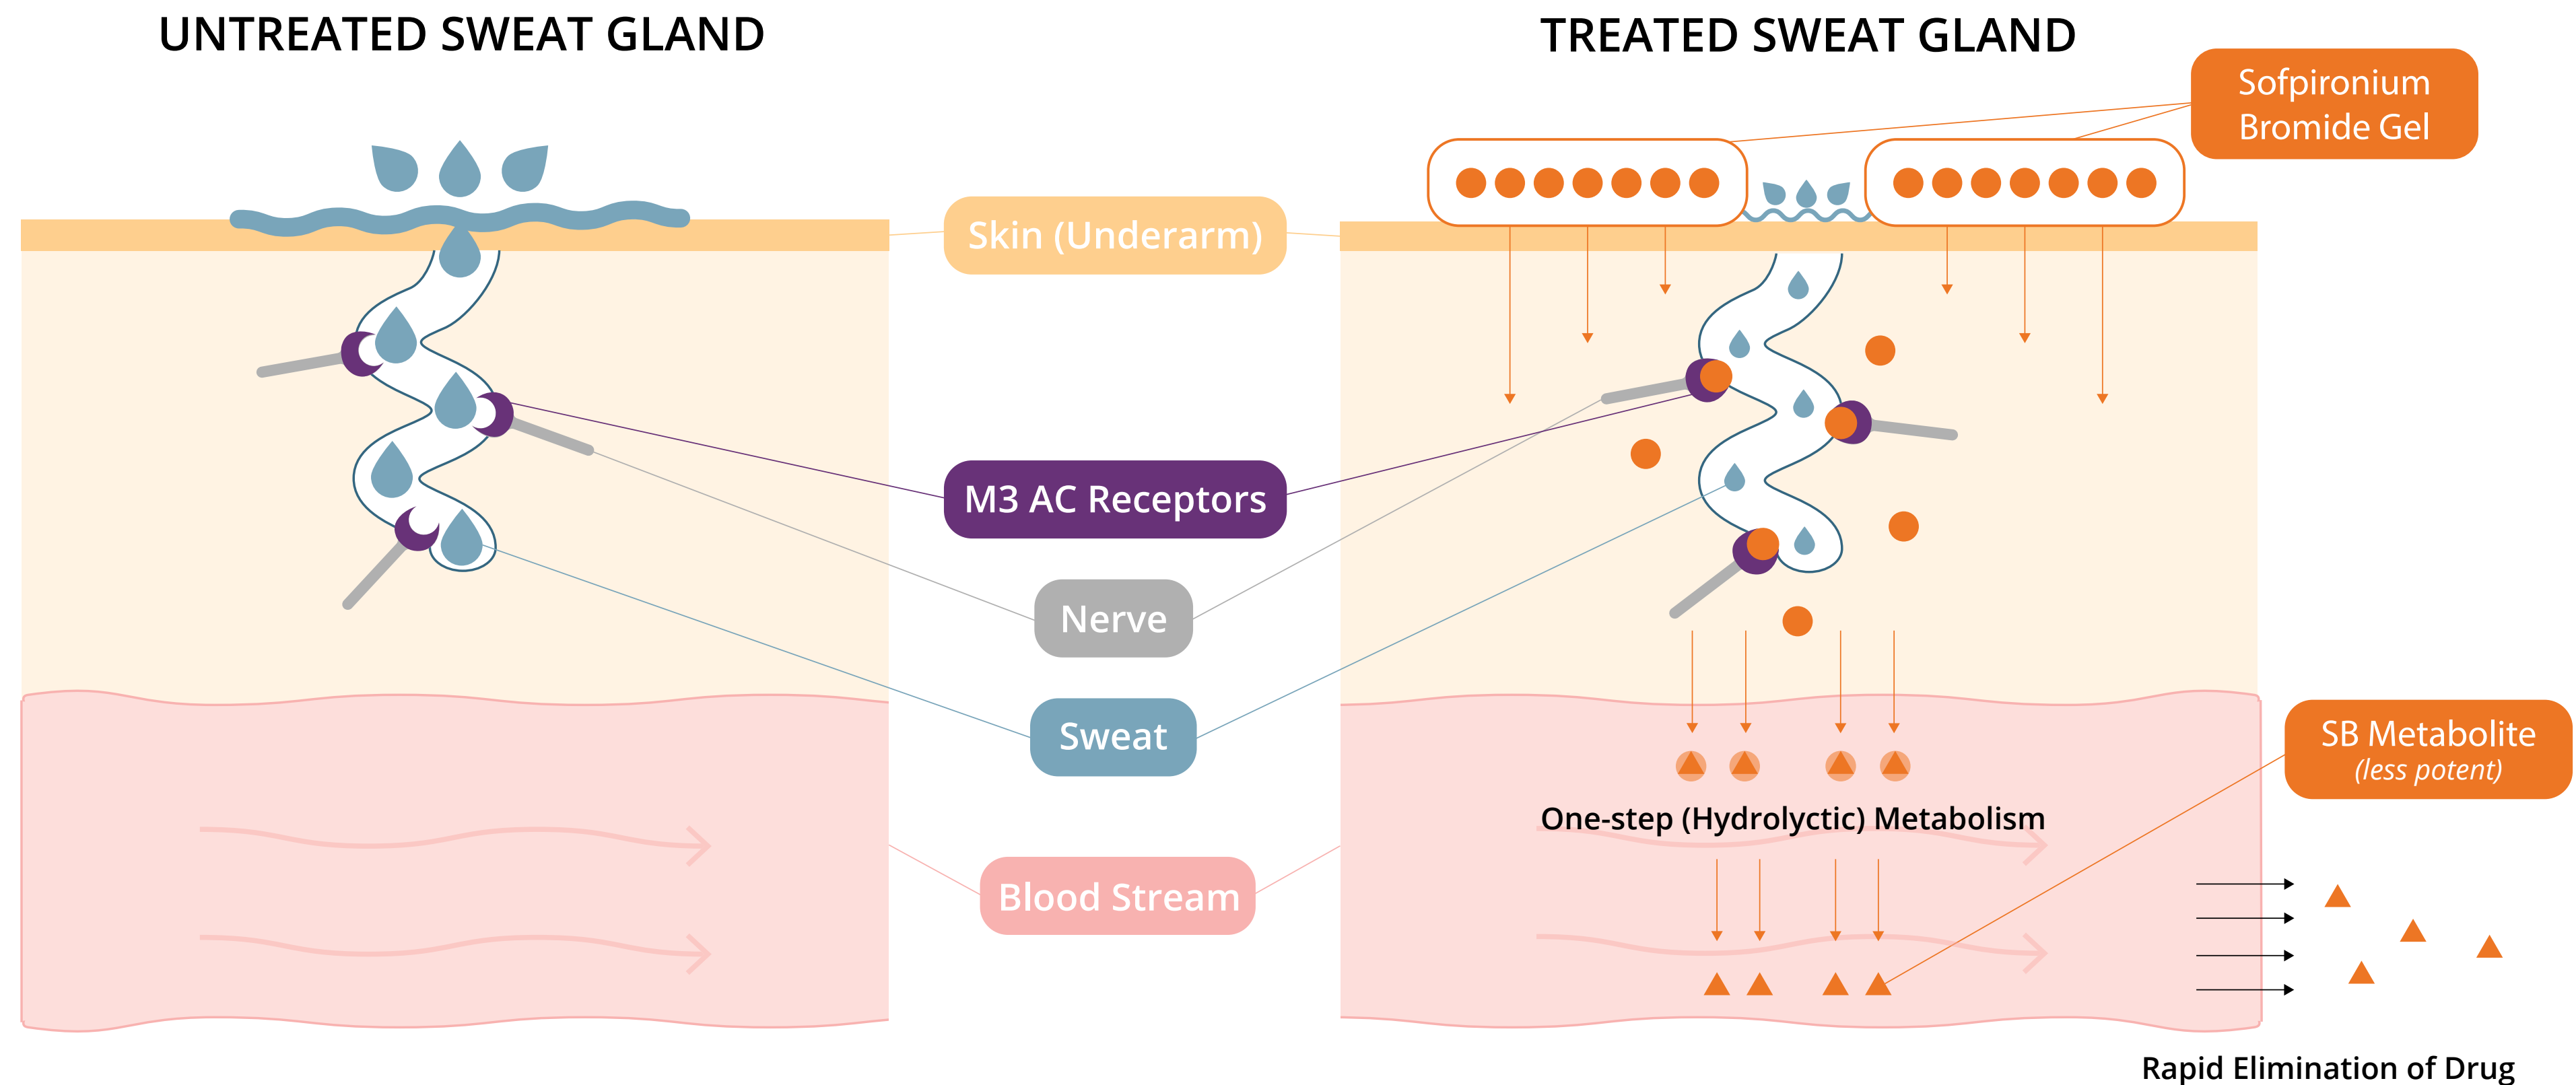 UNTREATED SWEAT GLAND
TREATED SWEAT GLAND
Sofpironium
Bromide Gel
Skin (Underarm)
M3 AC Receptors
Nerve
Sweat
SB Metabolite
(less potent)
One-step (Hydrolyctic) Metabolism
Blood Stream
Rapid Elimination of Drug